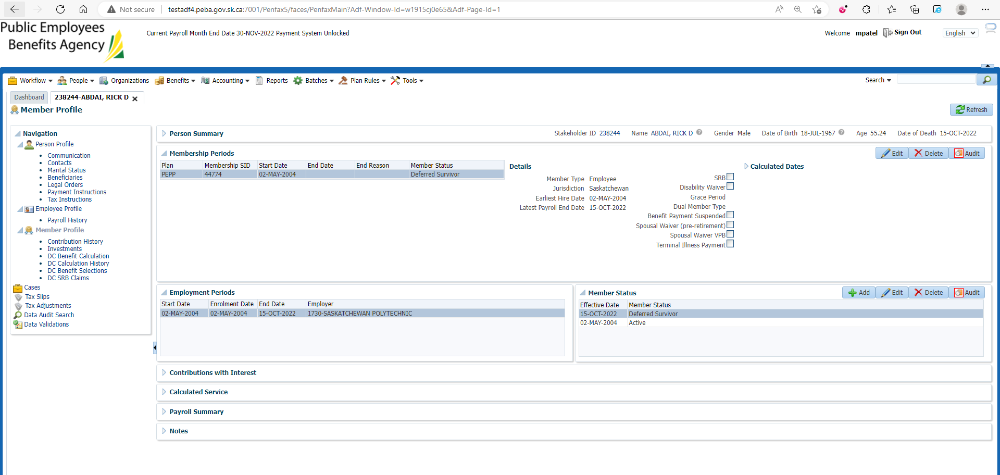 Not secure | testadf4.peba.gov.sk.ca:7001/Penfax5/faces/PenfaxMain?Adf-Window-Id=w1915cj0e65&Adf-Page-Id=1
Public Employees
Benefits Agency
Current Payroll Month End Date 30-NOV-2022 Payment System Unlocked
Welcome mpatel Sign Out English
Workflow People Organizations Benefits Accounting Reports Batches Plan Rules Tools Search
Dashboard 238244-ABDAI, RICK D
Member Profile Refresh
Navigation
Person Profile
Communication
Contacts
Marital Status
Beneficiaries
Legal Orders
Payment Instructions
Tax Instructions
Employee Profile
Payroll History
Member Profile
Contribution History
Investments
DC Benefit Calculation
DC Calculation History
DC Benefit Selections
DC SRB Claims
Cases
Tax Slips
Tax Adjustments
Data Audit Search
Data Validations
Person Summary Stakeholder ID 238244 Name ABDAI, RICK D Gender Male Date of Birth 18-JUL-1967 Age 55.24 Date of Death 15-OCT-2022
Membership Periods Edit Delete Audit
Plan Membership SID Start Date End Date End Reason Member Status
PEPP 44774 02-MAY-2004 Deferred Survivor
Details
Member Type Employee
Jurisdiction Saskatchewan
Earliest Hire Date 02-MAY-2004
Latest Payroll End Date 15-OCT-2022
SRB
Disability Waiver
Grace Period
Dual Member Type
Benefit Payment Suspended
Spousal Waiver (pre-retirement)
Spousal Waiver VPB
Terminal Illness Payment
Calculated Dates
Employment Periods
Start Date Enrolment Date End Date Employer
02-MAY-2004 02-MAY-2004 15-OCT-2022 1730-SASKATCHEWAN POLYTECHNIC
Member Status Add Edit Delete Audit
Effective Date Member Status
15-OCT-2022 Deferred Survivor
02-MAY-2004 Active
Contributions with Interest
Calculated Service
Payroll Summary
Notes